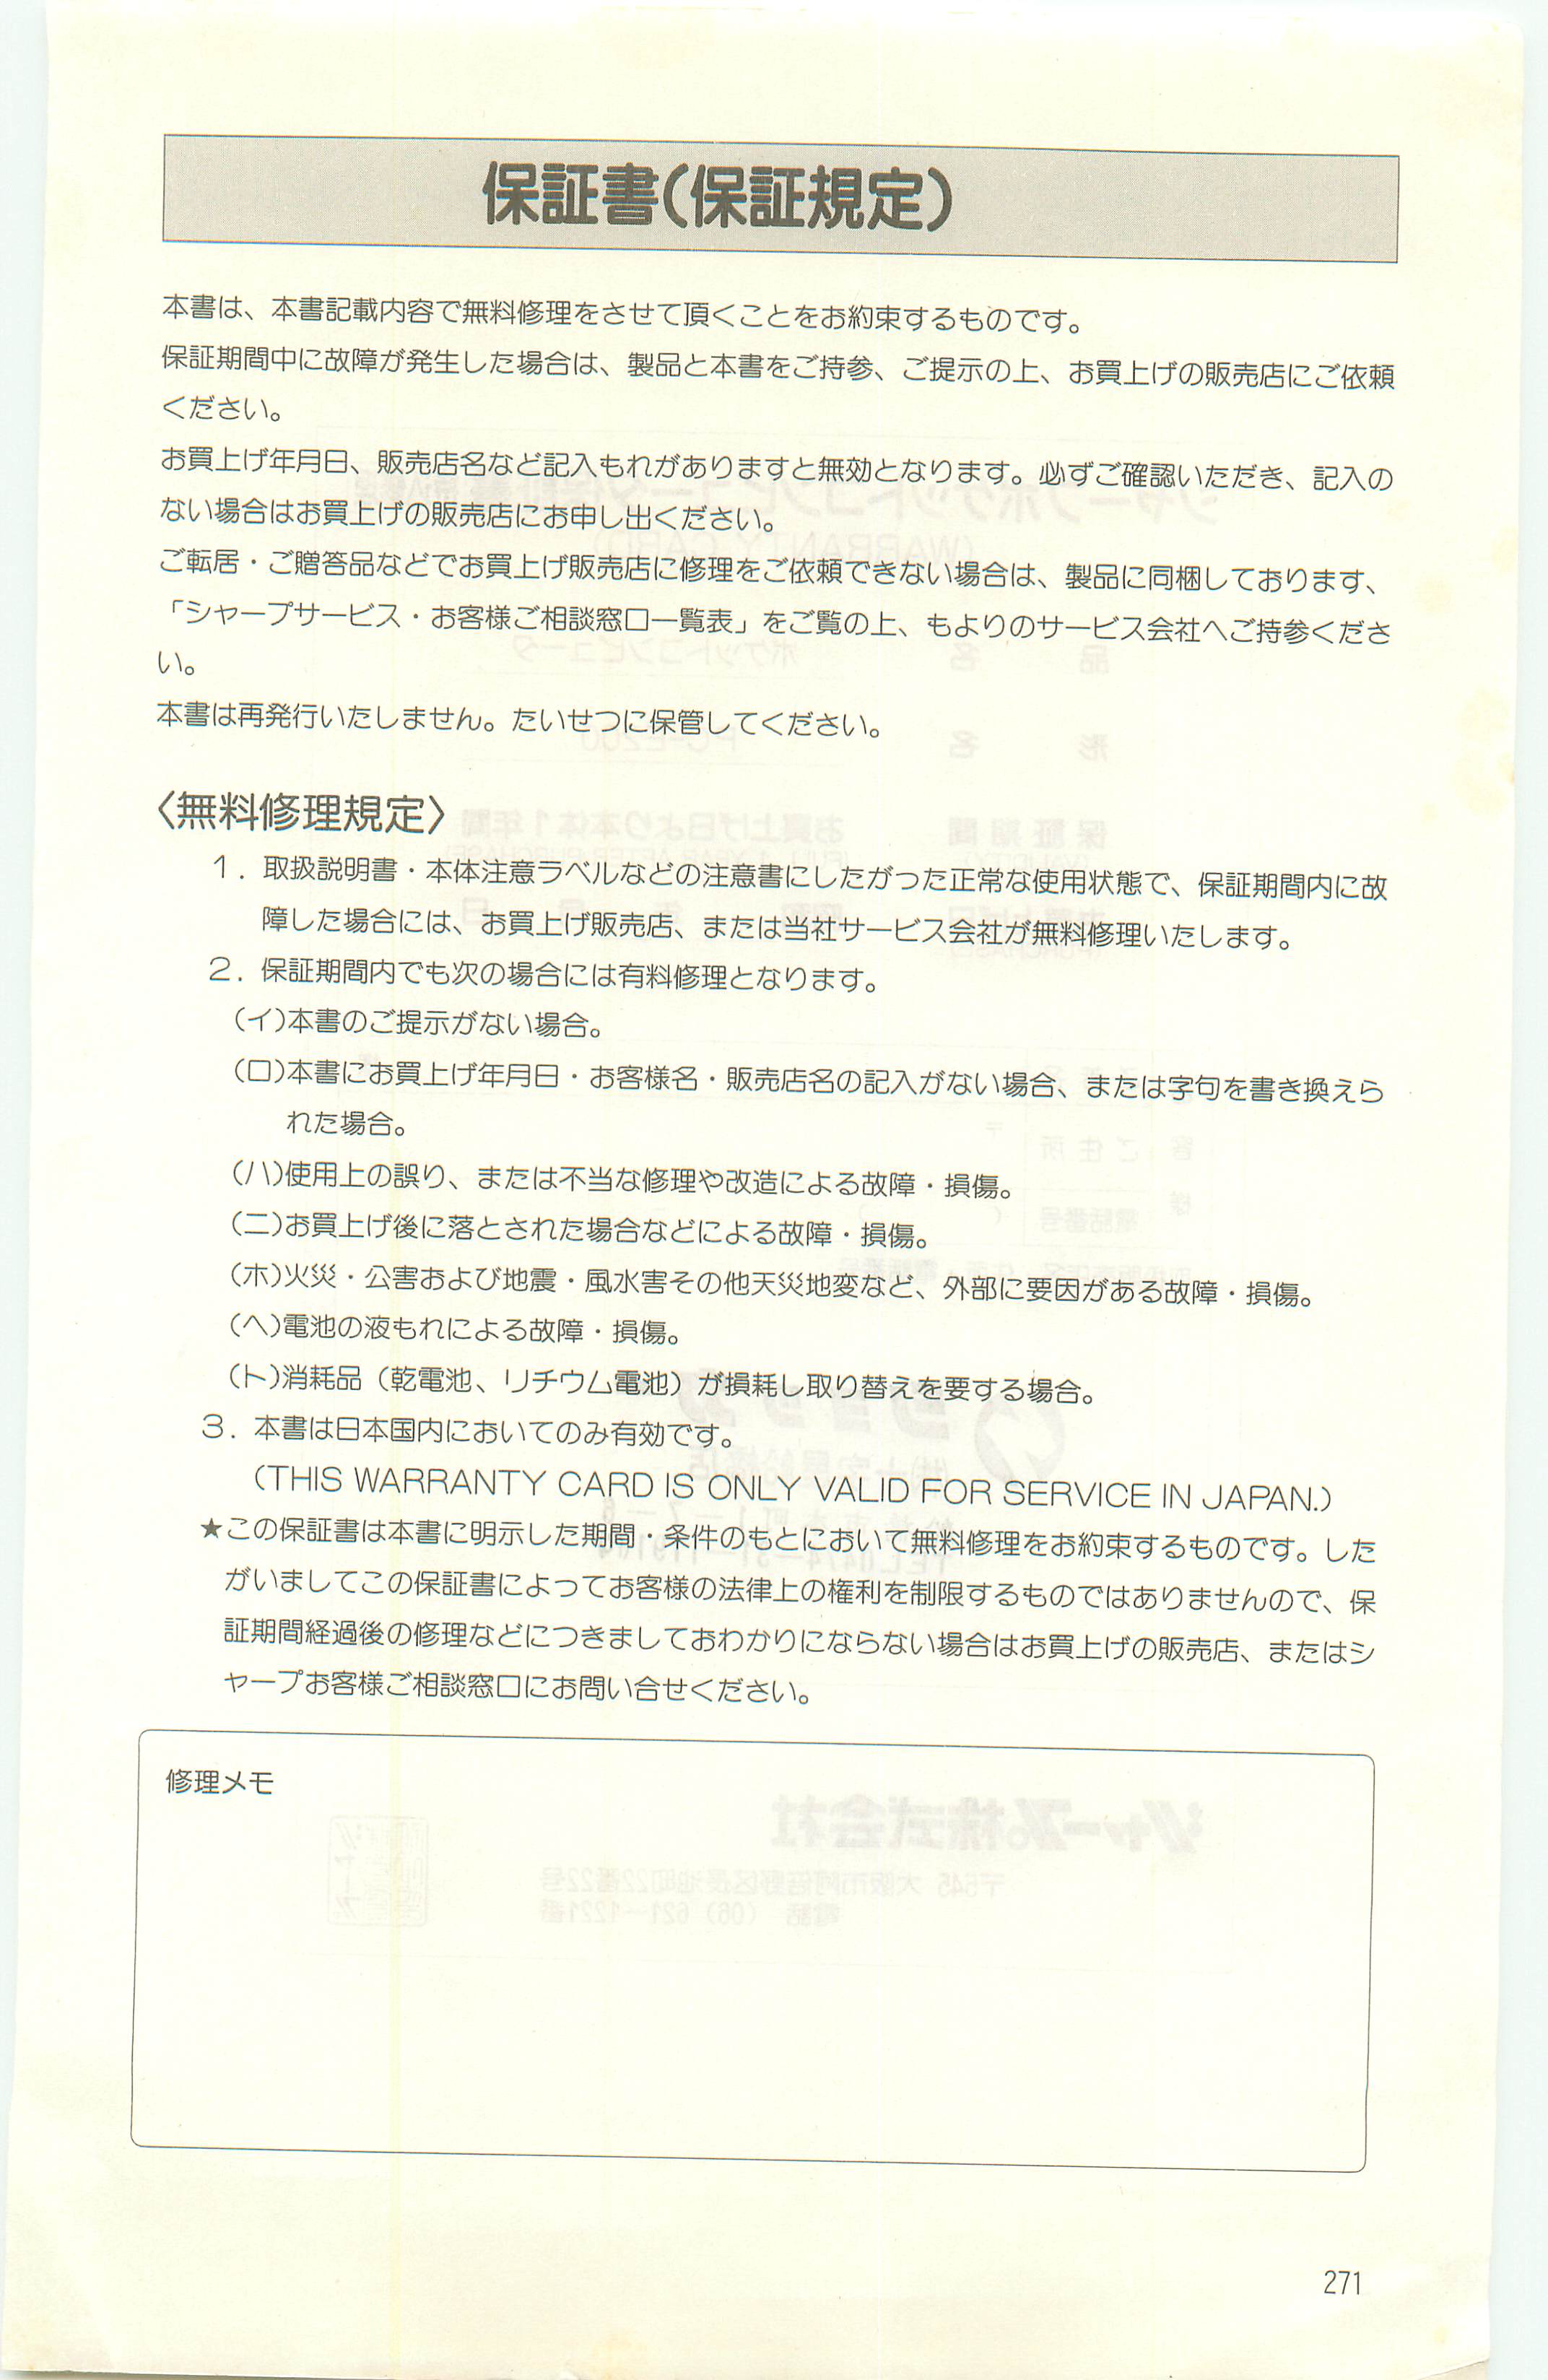 保証書(保証規定)
本書は、本書記載内容で無料修理をさせて頂くことをお約束するものです。
保証期間中に故障が発生した場合は、製品と本書をご持参、ご提示の上、お買上げの販売店にご依頼
ください。
お買上げ年月日、販売店名など記入もれがありますと無効となります。必ずご確認いただき、記入の
ない場合はお買上げの販売店にお申し出ください。
ご転居・ご贈答品などでお買上げ販売店に修理をご依頼できない場合は、製品に同梱しております、
「シャープサービス・お客様ご相談窓口一覧表」をご覧の上、もよりのサービス会社へご持参くださ
い。
本書は再発行いたしません。たいせつに保管してください。
〈無料修理規定〉
1．取扱説明書・本体注意ラベルなどの注意書にしたがった正常な使用状態で、保証期間内に故
障した場合には、お買上げ販売店、または当社サービス会社が無料修理いたします。
2．保証期間内でも次の場合には有料修理となります。
(イ)本書のご提示がない場合。
(ロ)本書にお買上げ年月日・お客様名・販売店名の記入がない場合、または字句を書き換えら
れた場合。
(ハ)使用上の誤り、または不当な修理や改造による故障・損傷。
(ニ)お買上げ後に落とされた場合などによる故障・損傷。
(ホ)火災・公害および地震・風水害その他天災地変など、外部に要因がある故障・損傷。
(ヘ)電池の液もれによる故障・損傷。
(ト)消耗品（乾電池、リチウム電池）が損耗し取り替えを要する場合。
3．本書は日本国内においてのみ有効です。
(THIS WARRANTY CARD IS ONLY VALID FOR SERVICE IN JAPAN.)
★この保証書は本書に明示した期間・条件のもとにおいて無料修理をお約束するものです。した
がいましてこの保証書によってお客様の法律上の権利を制限するものではありませんので、保
証期間経過後の修理などにつきましておわかりにならない場合はお買上げの販売店、またはシ
ャープお客様ご相談窓口にお問い合せください。
修理メモ
271